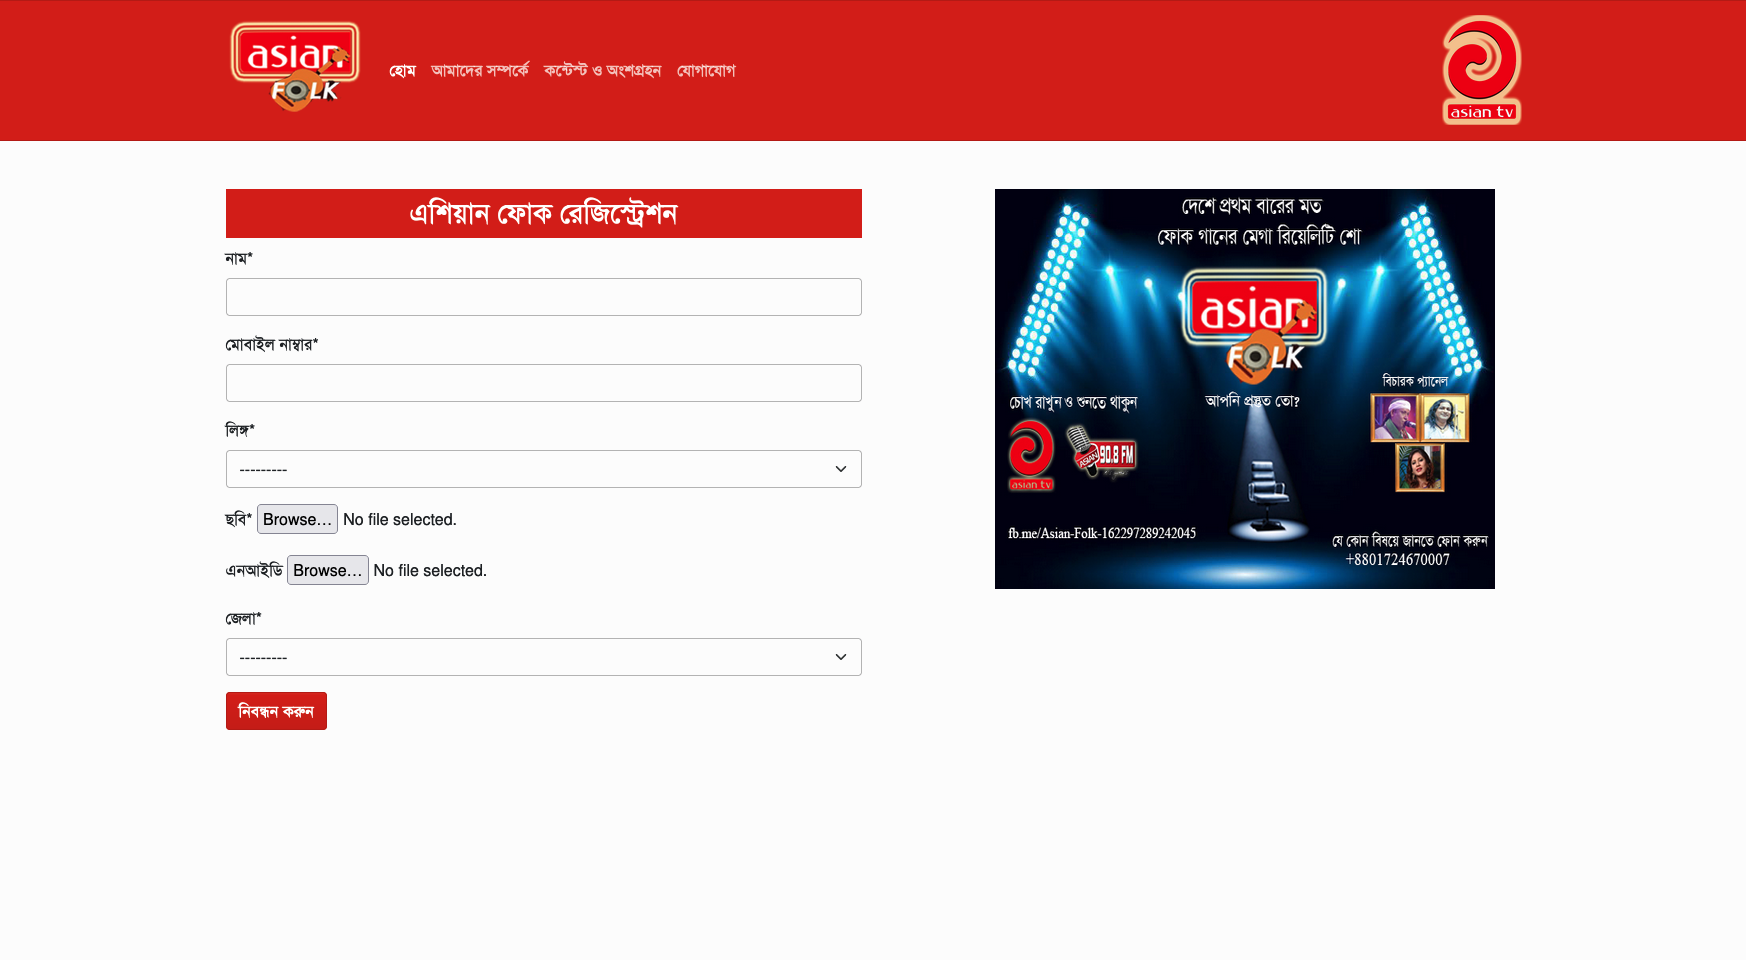 asian
FOLK
হোম আমাদের সম্পর্কে কন্টেস্ট ও অংশগ্রহন যোগাযোগ
asian tv
এশিয়ান ফোক রেজিস্ট্রেশন
নাম*
মোবাইল নাম্বার*
লিঙ্গ*
---------
ছবি* Browse... No file selected.
এনআইডি Browse... No file selected.
জেলা*
---------
নিবন্ধন করুন
দেশে প্রথম বারের মত
ফোক গানের মেগা রিয়েলিটি শো
asian
FOLK
বিচারক প্যানেল
চোখ রাখুন ও শুনতে থাকুন
আপনি প্রস্তুত তো?
asian tv
ASIAN 90.8 FM
fb.me/Asian-Folk-162297289242045
যে কোন বিষয়ে জানতে ফোন করুন
+8801724670007